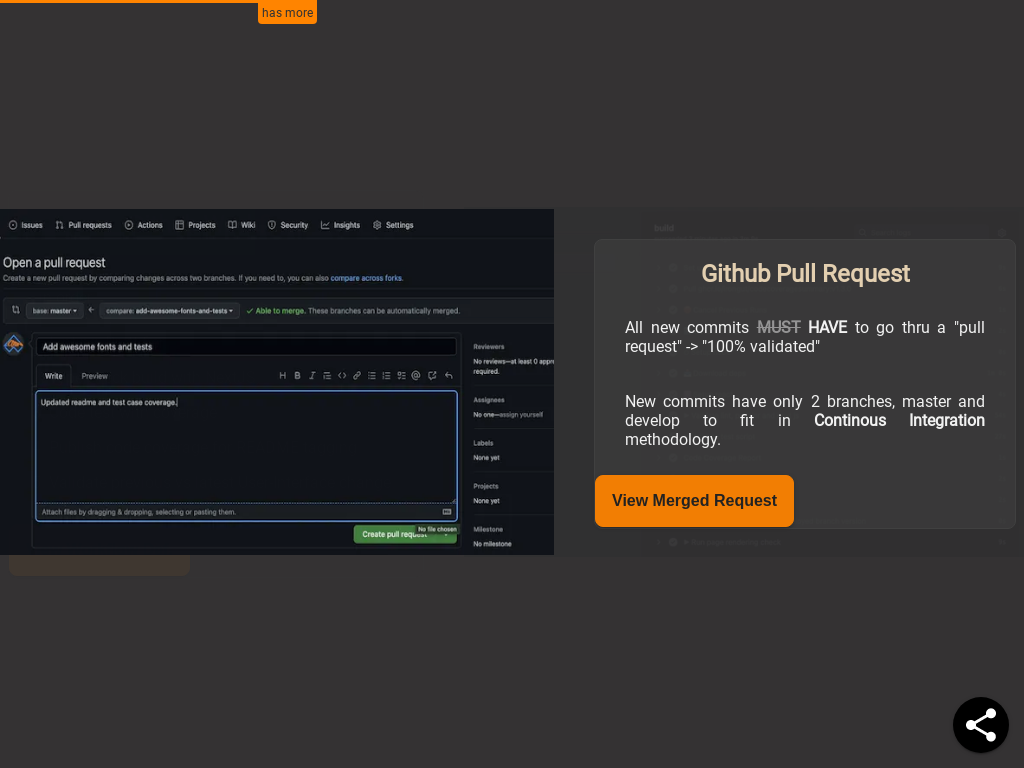 has more
Issues Pull requests Actions Projects Wiki Security Insights Settings
Open a pull request
Create a new pull request by comparing changes across two branches. If you need to, you can also compare across forks.
base: master compare: add-awesome-fonts-and-tests Able to merge. These branches can be automatically merged.
Add awesome fonts and tests
Write Preview
Updated readme and test case coverage.
Attach files by dragging & dropping, selecting or pasting them.
Create pull request
No file chosen
Reviewers
No reviews—at least 0
required.
Assignees
No one—assign yourself
Labels
None yet
Projects
None yet
Milestone
No milestone
build
Github Pull Request
All new commits MUST HAVE to go thru a "pull
request" -> "100% validated"
New commits have only 2 branches, master and
develop to fit in Continous Integration
methodology.
View Merged Request